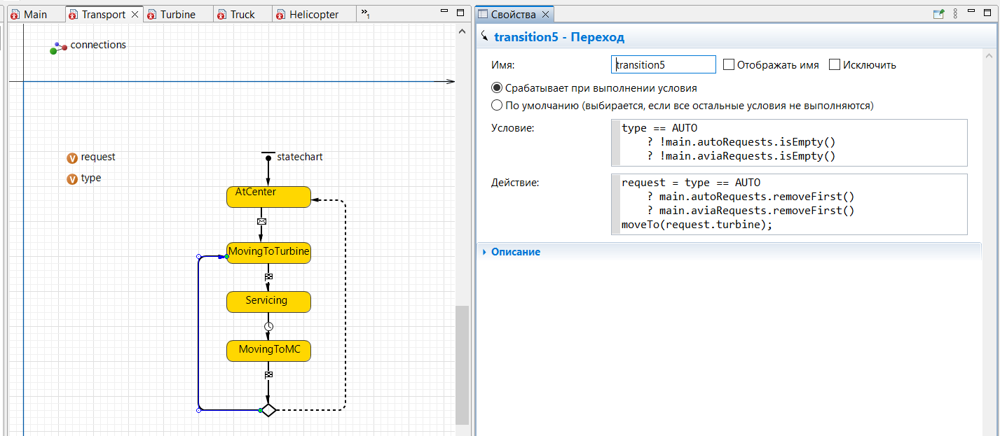 Main
Transport
Turbine
Truck
Helicopter
»1
connections
request
type
statechart
AtCenter
MovingToTurbine
Servicing
MovingToMC
Свойства
transition5 - Переход
Имя:
transition5
Отображать имя
Исключить
Срабатывает при выполнении условия
По умолчанию (выбирается, если все остальные условия не выполняются)
Условие:
type == AUTO
? !main.autoRequests.isEmpty()
? !main.aviaRequests.isEmpty()
Действие:
request = type == AUTO
? main.autoRequests.removeFirst()
? main.aviaRequests.removeFirst()
moveTo(request.turbine);
Описание